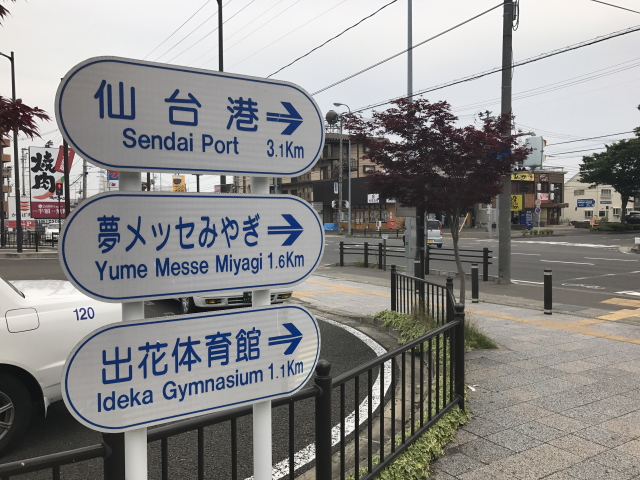 仙台港
Sendai Port 3.1Km
夢メッセみやぎ
Yume Messe Miyagi 1.6Km
出花体育館
Ideka Gymnasium 1.1Km
120
焼肉